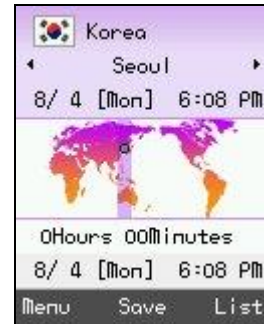 Korea
Seoul
8/ 4 [Mon] 6:08 PM
0Hours 00Minutes
8/ 4 [Mon] 6:08 PM
Menu Save List